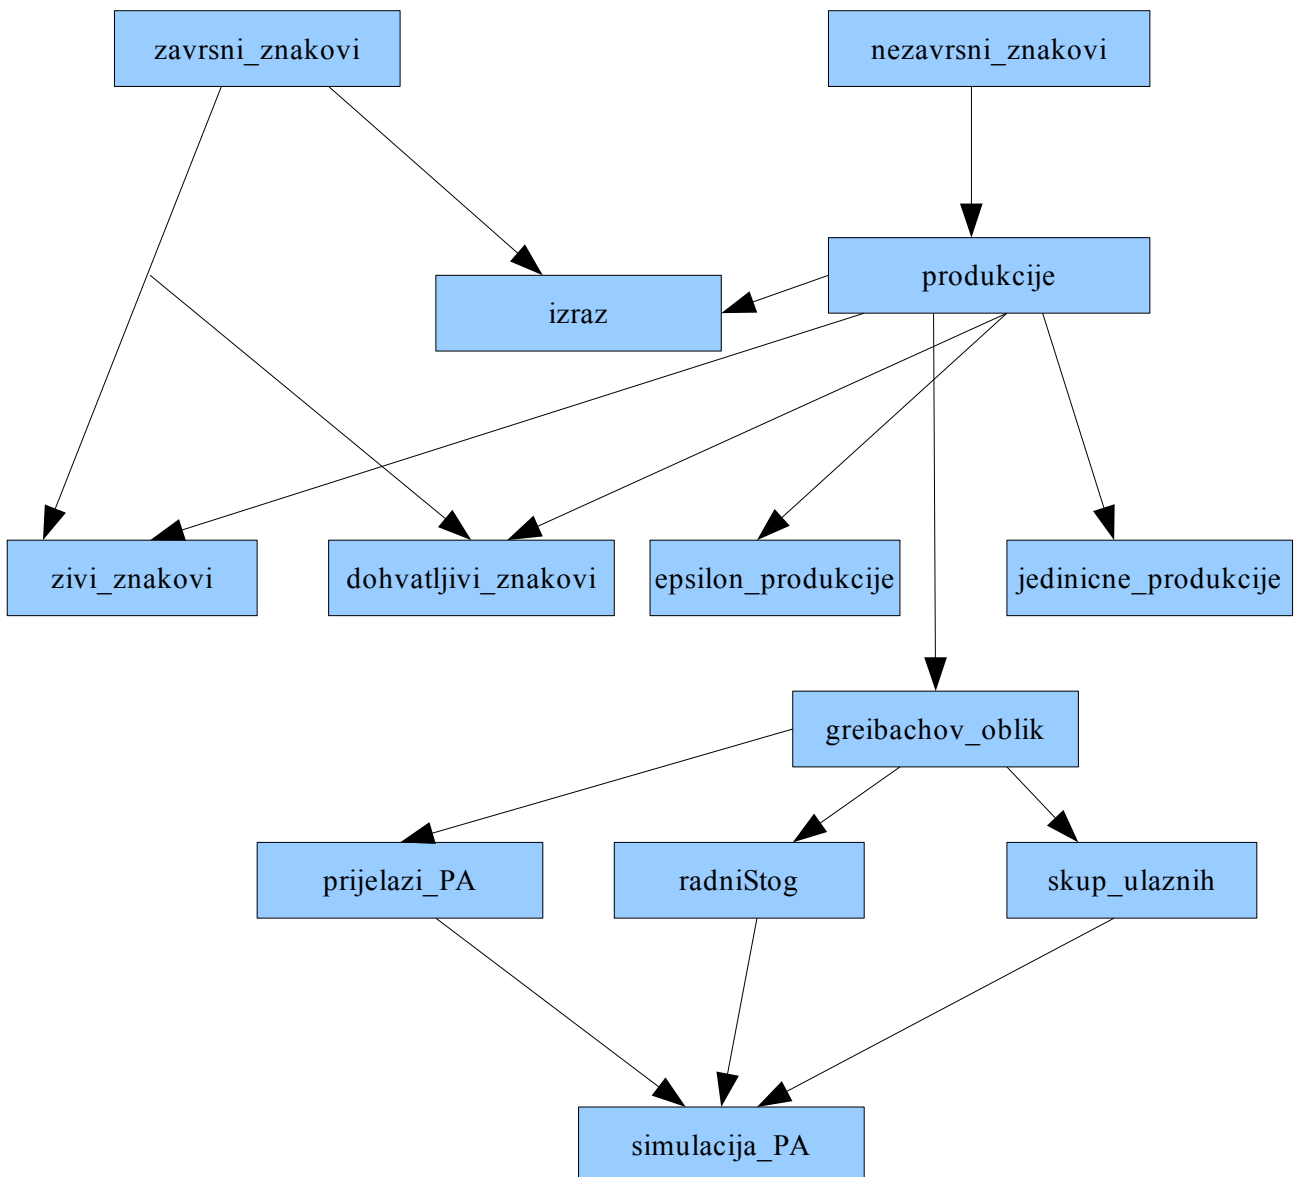 zavrsni_znakovi
nezavrsni_znakovi
produkcije
izraz
zivi_znakovi
dohvatljivi_znakovi
epsilon_produkcije
jedinicne_produkcije
greibachov_oblik
prijelazi_PA
radniStog
skup_ulaznih
simulacija_PA